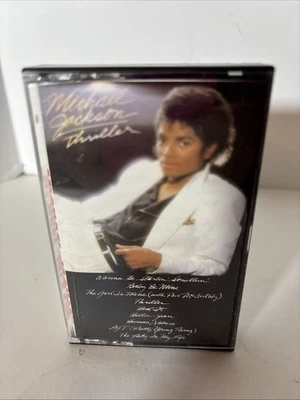 Michael
Jackson
Thriller
Wanna Be Startin' Somethin'
Baby Be Mine
The Girl Is Mine (with Paul McCartney)
Thriller
Beat It
Billie Jean
Human Nature
P.Y.T. (Pretty Young Thing)
The Lady In My Life